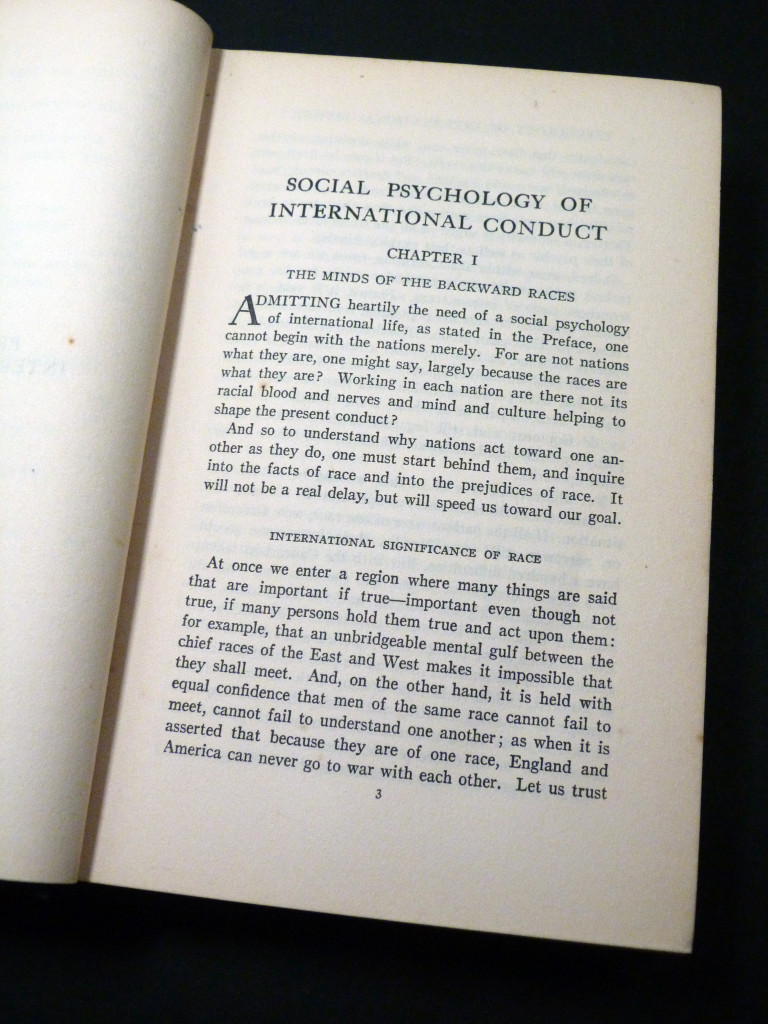 SOCIAL PSYCHOLOGY OF
INTERNATIONAL CONDUCT
CHAPTER I
THE MINDS OF THE BACKWARD RACES
ADMITTING heartily the need of a social psychology
of international life, as stated in the Preface, one
cannot begin with the nations merely. For are not nations
what they are, one might say, largely because the races are
what they are? Working in each nation are there not its
racial blood and nerves and mind and culture helping to
shape the present conduct?
And so to understand why nations act toward one an-
other as they do, one must start behind them, and inquire
into the facts of race and into the prejudices of race. It
will not be a real delay, but will speed us toward our goal.
INTERNATIONAL SIGNIFICANCE OF RACE
At once we enter a region where many things are said
that are important if true—important even though not
true, if many persons hold them true and act upon them:
for example, that an unbridgeable mental gulf between the
chief races of the East and West makes it impossible that
they shall meet. And, on the other hand, it is held with
equal confidence that men of the same race cannot fail to
meet, cannot fail to understand one another; as when it is
asserted that because they are of one race, England and
America can never go to war with each other. Let us trust
3